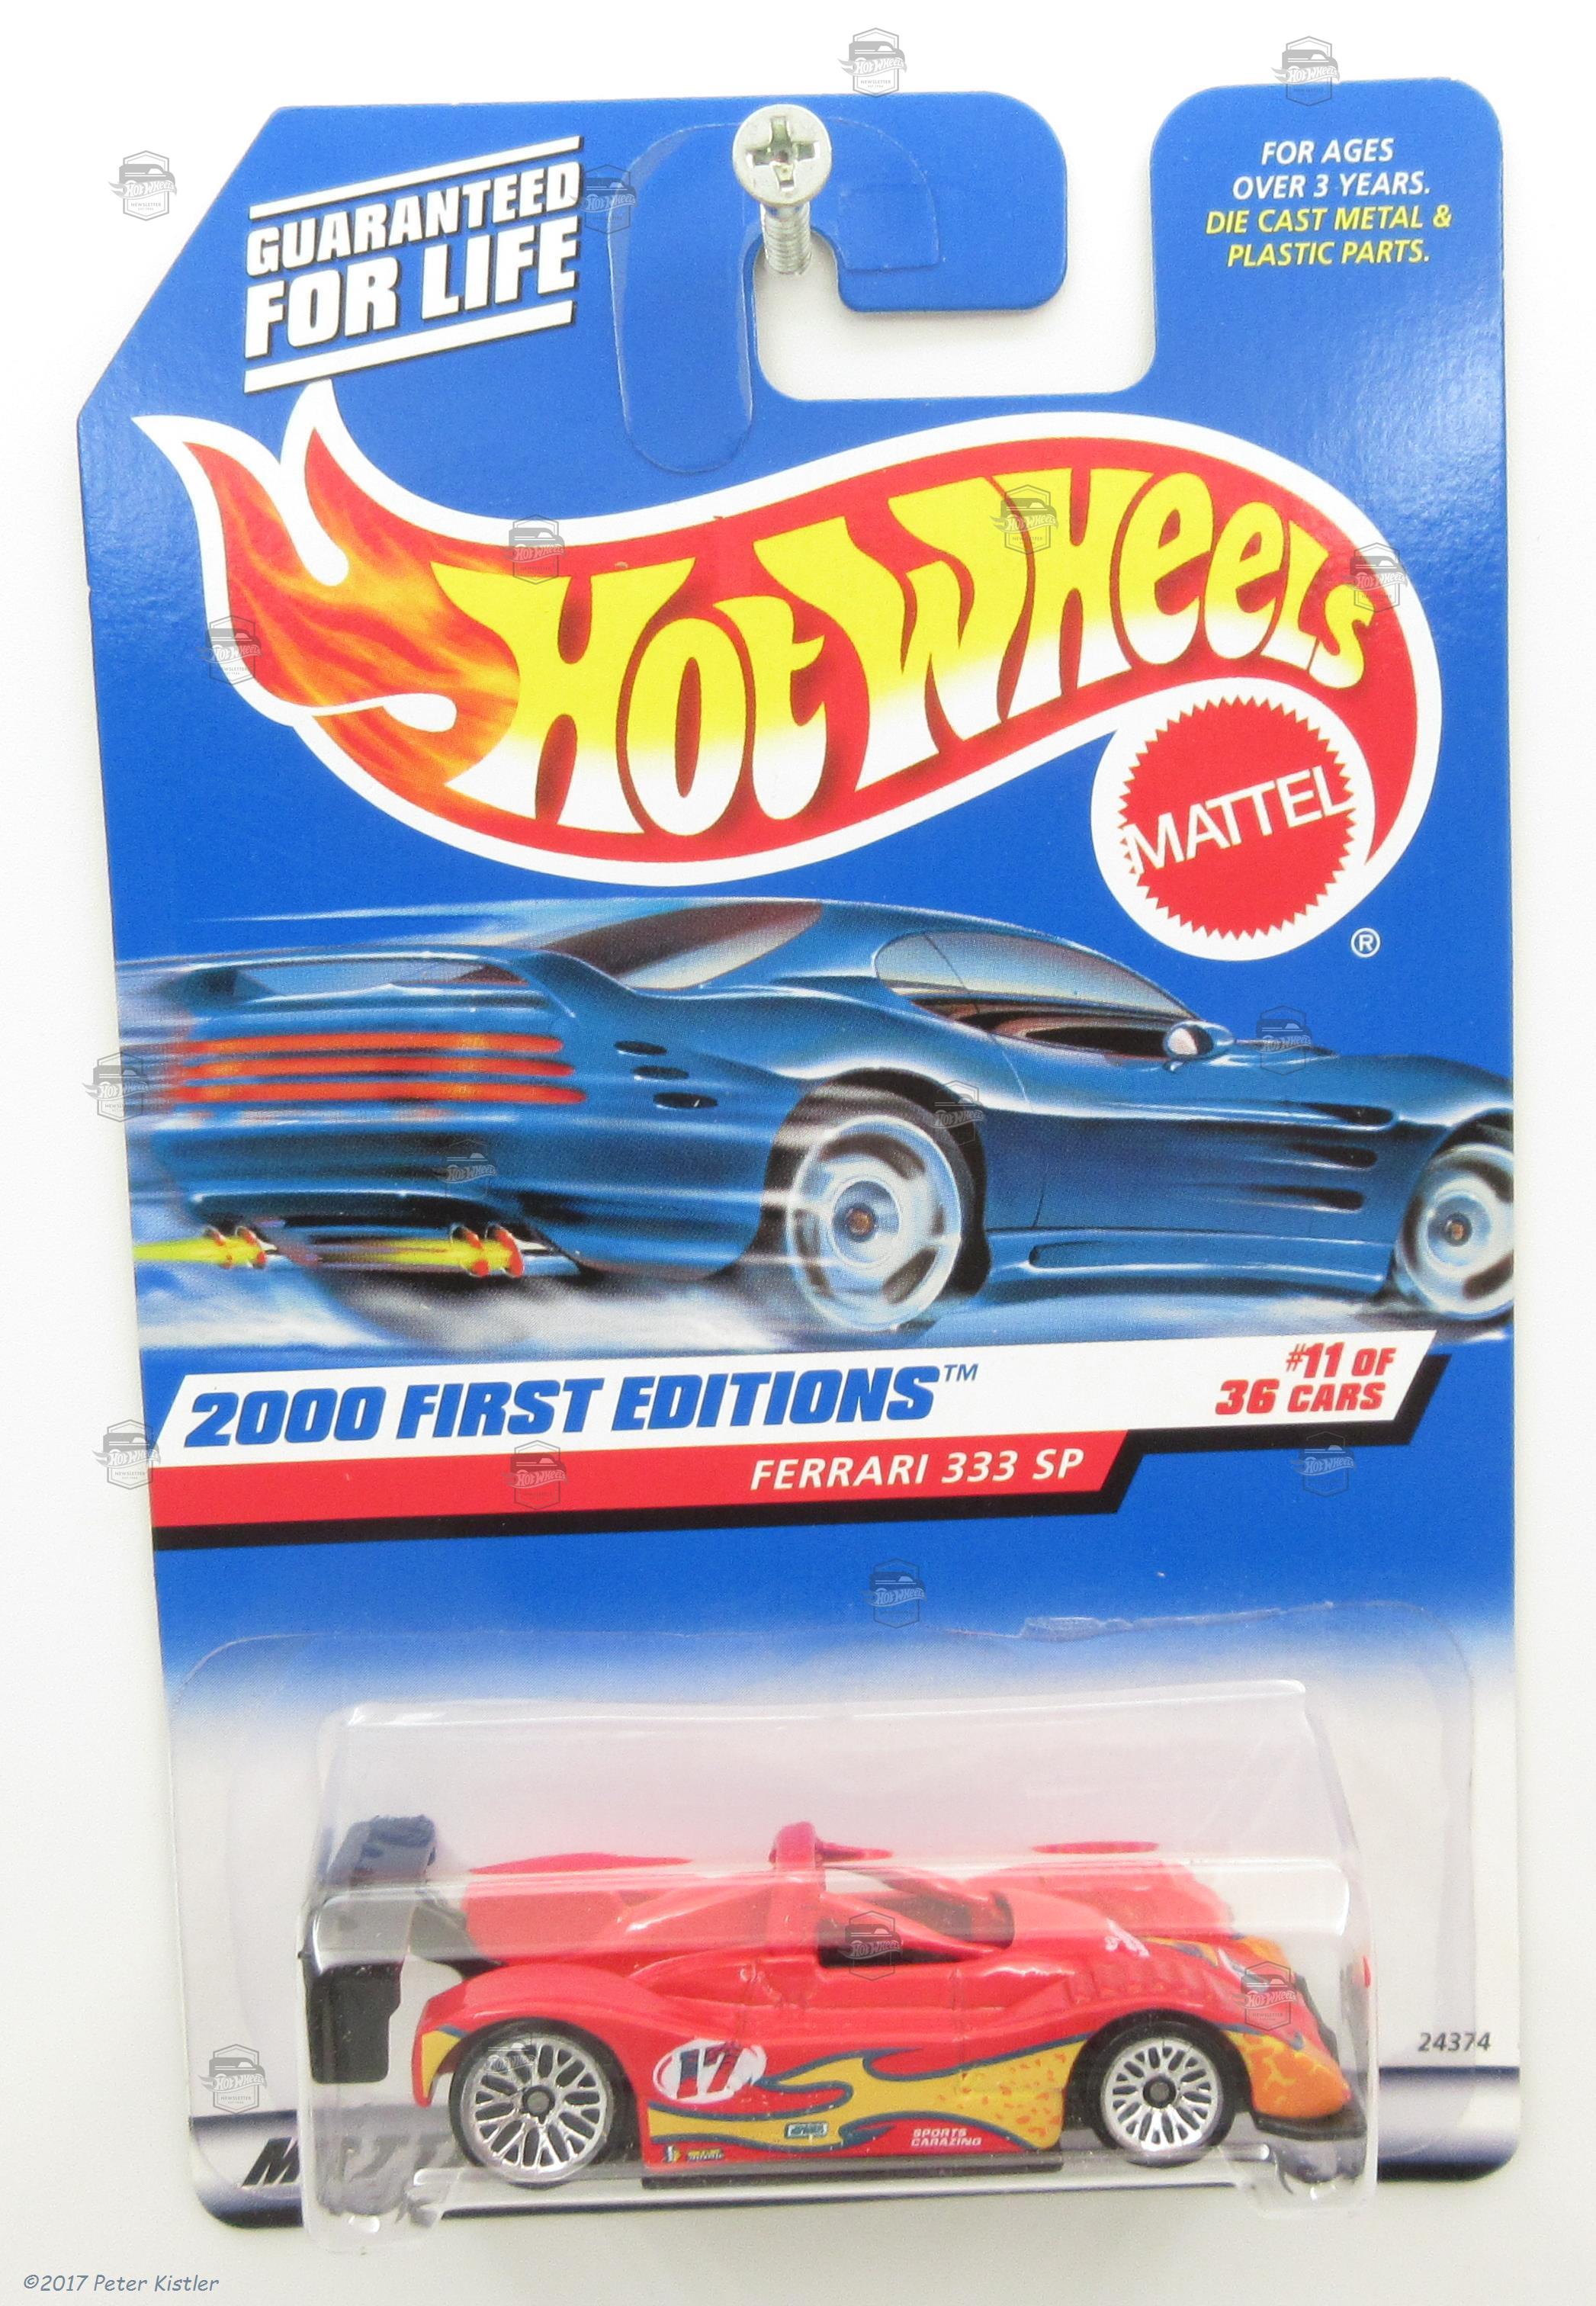 GUARANTEED
FOR LIFE
FOR AGES
OVER 3 YEARS.
DIE CAST METAL &
PLASTIC PARTS.
Hot Wheels
MATTEL
®
2000 FIRST EDITIONS™
#11 OF
36 CARS
FERRARI 333 SP
24374
17
SPORTS
CARAZINO
©2017 Peter Kistler